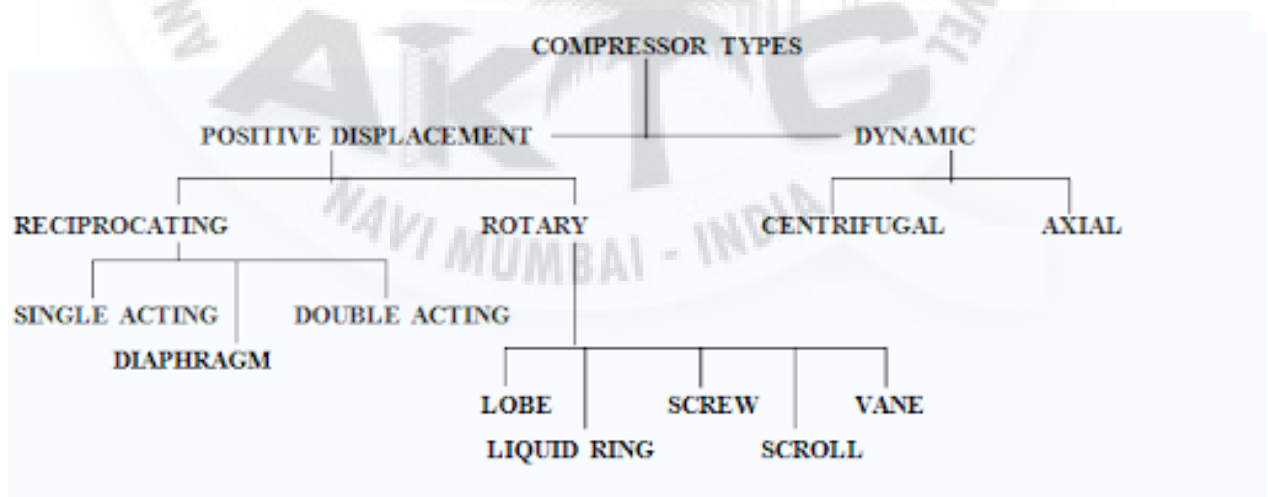 COMPRESSOR TYPES
POSITIVE DISPLACEMENT DYNAMIC
RECIPROCATING ROTARY CENTRIFUGAL AXIAL
SINGLE ACTING DOUBLE ACTING
DIAPHRAGM
LOBE SCREW VANE
LIQUID RING SCROLL
AKTC
NAVI MUMBAI - INDIA